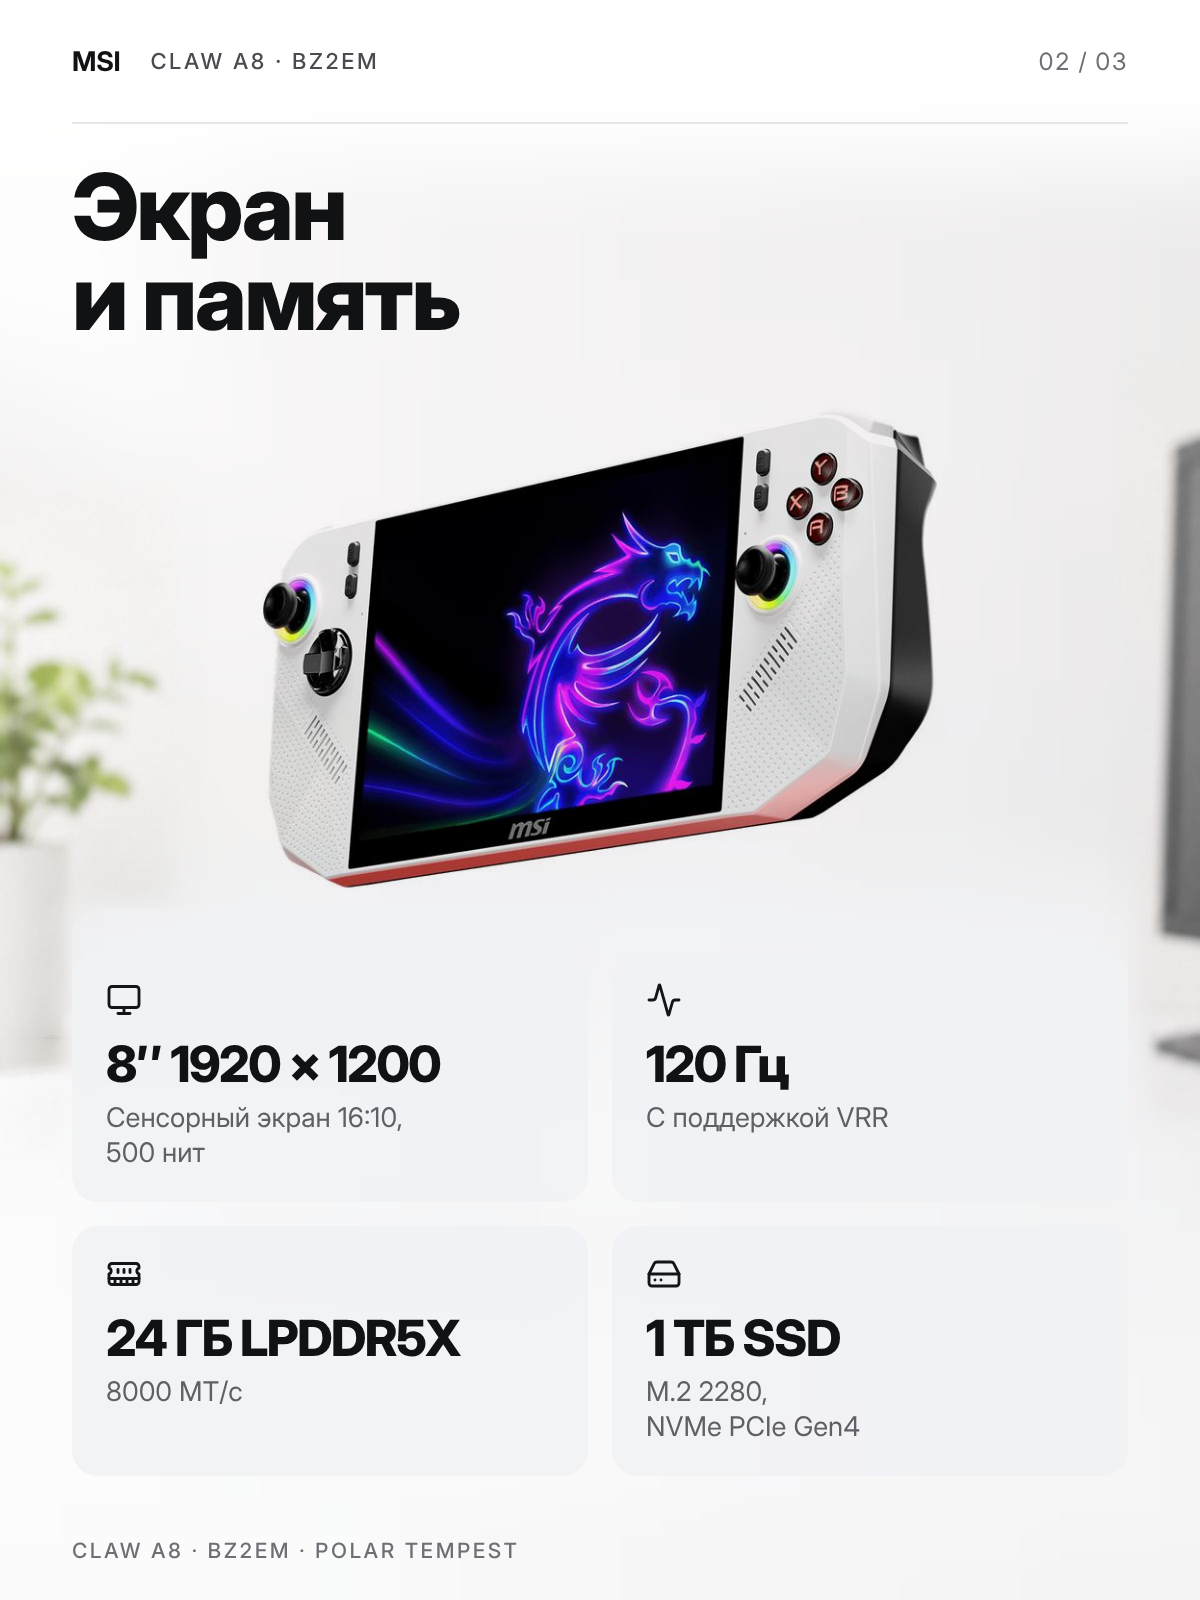 MSI CLAW A8 · BZ2EM 02 / 03
Экран
и память
Y
X B
A
msi
8″ 1920 × 1200
Сенсорный экран 16:10,
500 нит
120 Гц
С поддержкой VRR
24 ГБ LPDDR5X
8000 МТ/с
1 ТБ SSD
M.2 2280,
NVMe PCIe Gen4
CLAW A8 · BZ2EM · POLAR TEMPEST